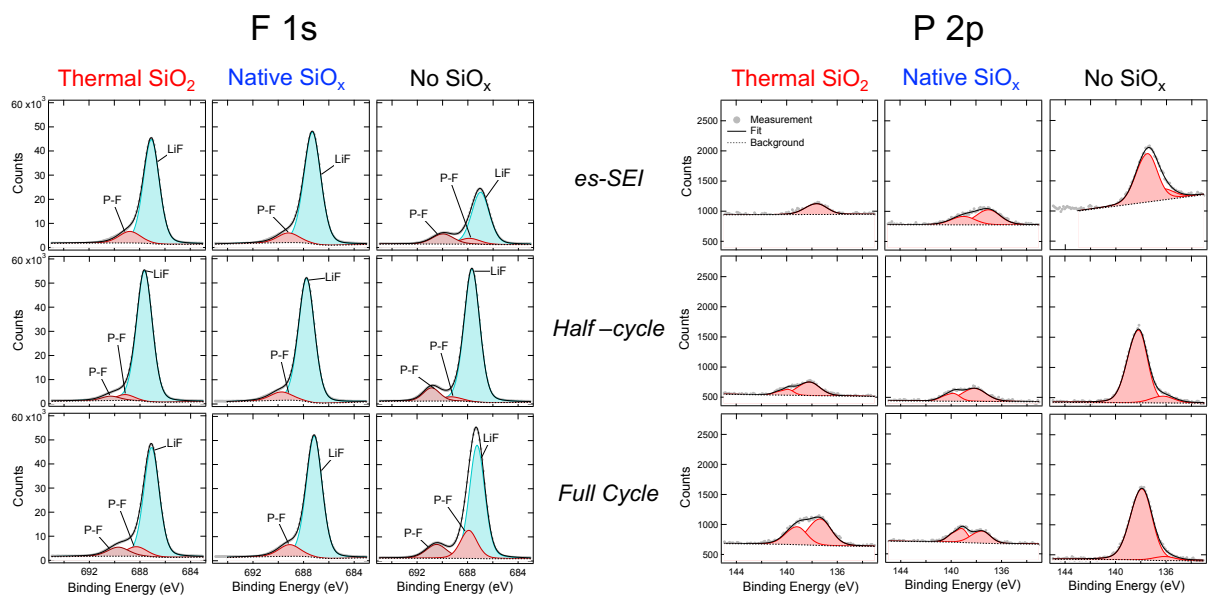 F 1s
P 2p
Thermal SiO2
Native SiOx
No SiOx
Thermal SiO2
Native SiOx
No SiOx
60 x10³
50
40
30
20
10
0
Counts
P-F
LiF
P-F
LiF
P-F
LiF
es-SEI
2500
2000
1500
1000
500
Counts
Measurement
Fit
Background
60 x10³
50
40
30
20
10
0
Counts
P-F
P-F
LiF
P-F
LiF
P-F
P-F
LiF
Half –cycle
2500
2000
1500
1000
500
Counts
60 x10³
50
40
30
20
10
0
Counts
P-F
P-F
LiF
P-F
LiF
P-F
P-F
LiF
Full Cycle
2500
2000
1500
1000
500
Counts
692 688 684
692 688 684
692 688 684
144 140 136
144 140 136
144 140 136
Binding Energy (eV)
Binding Energy (eV)
Binding Energy (eV)
Binding Energy (eV)
Binding Energy (eV)
Binding Energy (eV)